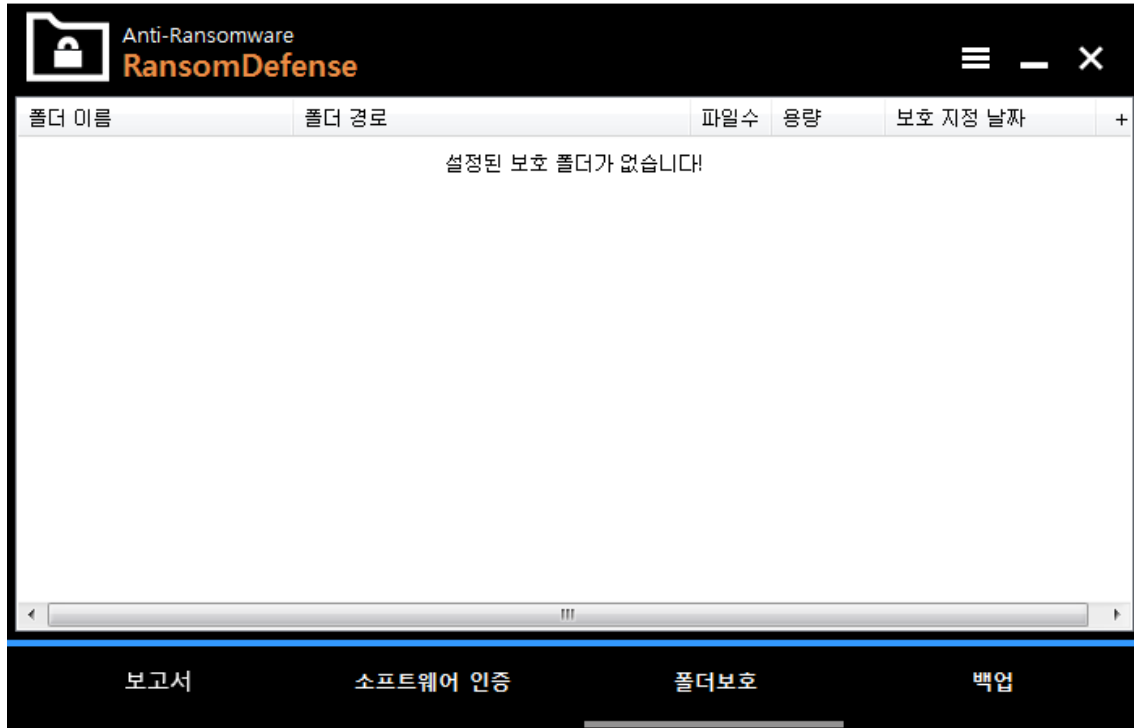 Anti-Ransomware
RansomDefense
폴더 이름 폴더 경로 파일수 용량 보호 지정 날짜 +
설정된 보호 폴더가 없습니다!
보고서 소프트웨어 인증 폴더보호 백업